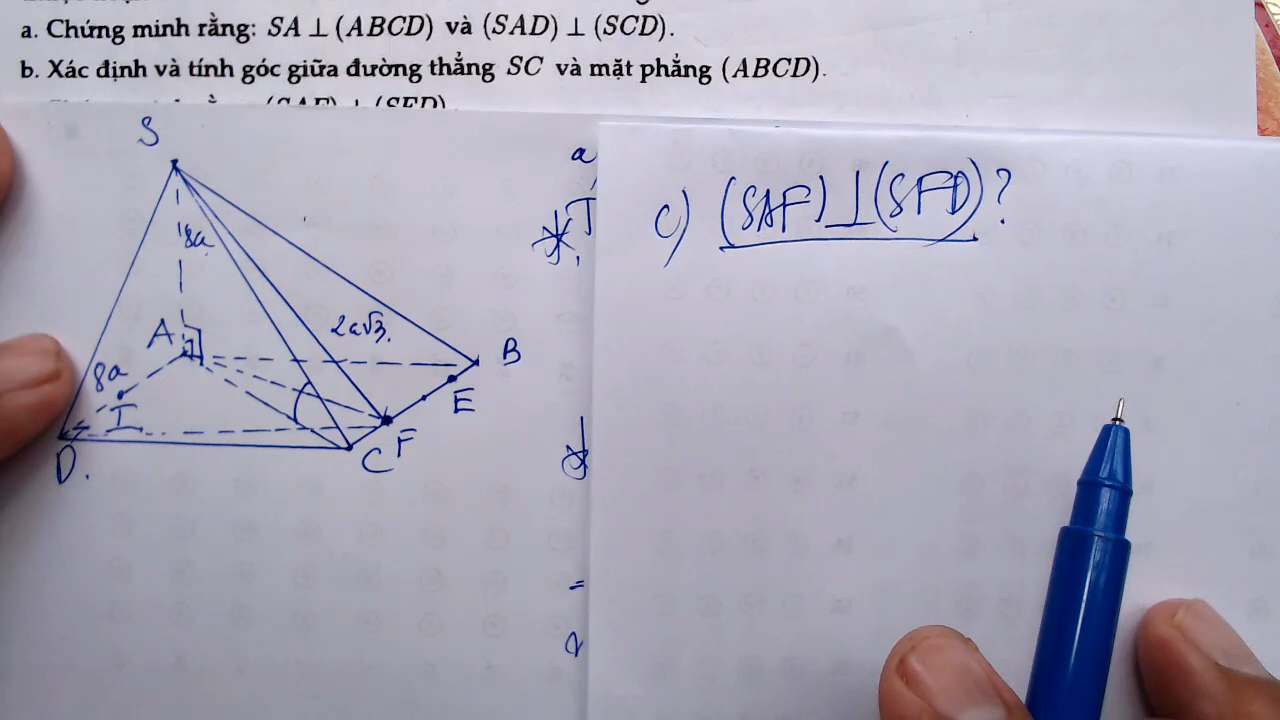 a. Chứng minh rằng: SA ⊥ (ABCD) và (SAD) ⊥ (SCD).
b. Xác định và tính góc giữa đường thẳng SC và mặt phẳng (ABCD).
S
8a
A
2a√3.
B
8a
E
I
F
D.
C
a
c) (SAF) ⊥ (SFD)?